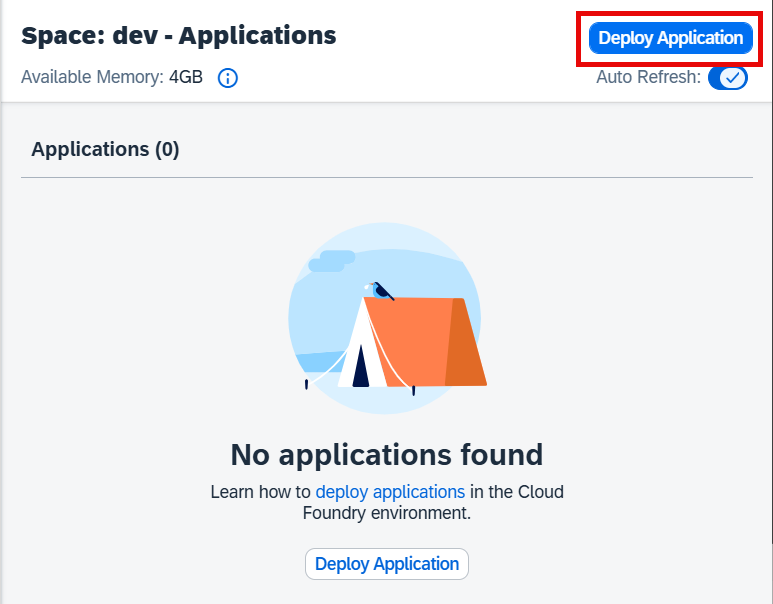 Space: dev - Applications
Deploy Application
Available Memory: 4GB
Auto Refresh:
Applications (0)
No applications found
Learn how to deploy applications in the Cloud
Foundry environment.
Deploy Application